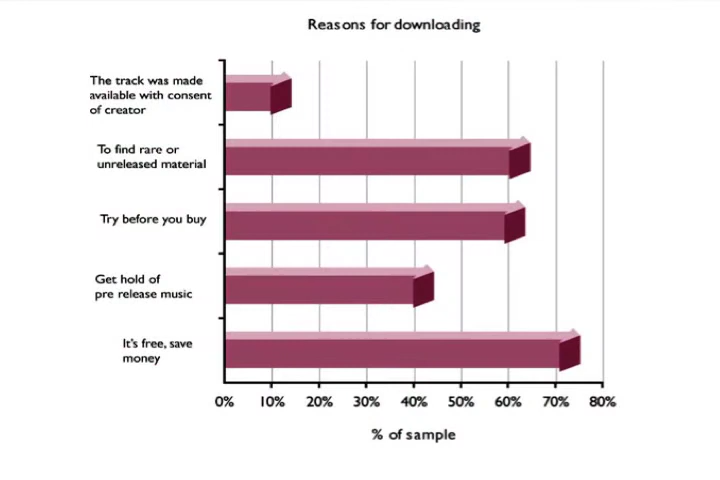 Reasons for downloading
The track was made
available with consent
of creator
To find rare or
unreleased material
Try before you buy
Get hold of
pre release music
It's free, save
money
0% 10% 20% 30% 40% 50% 60% 70% 80%
% of sample